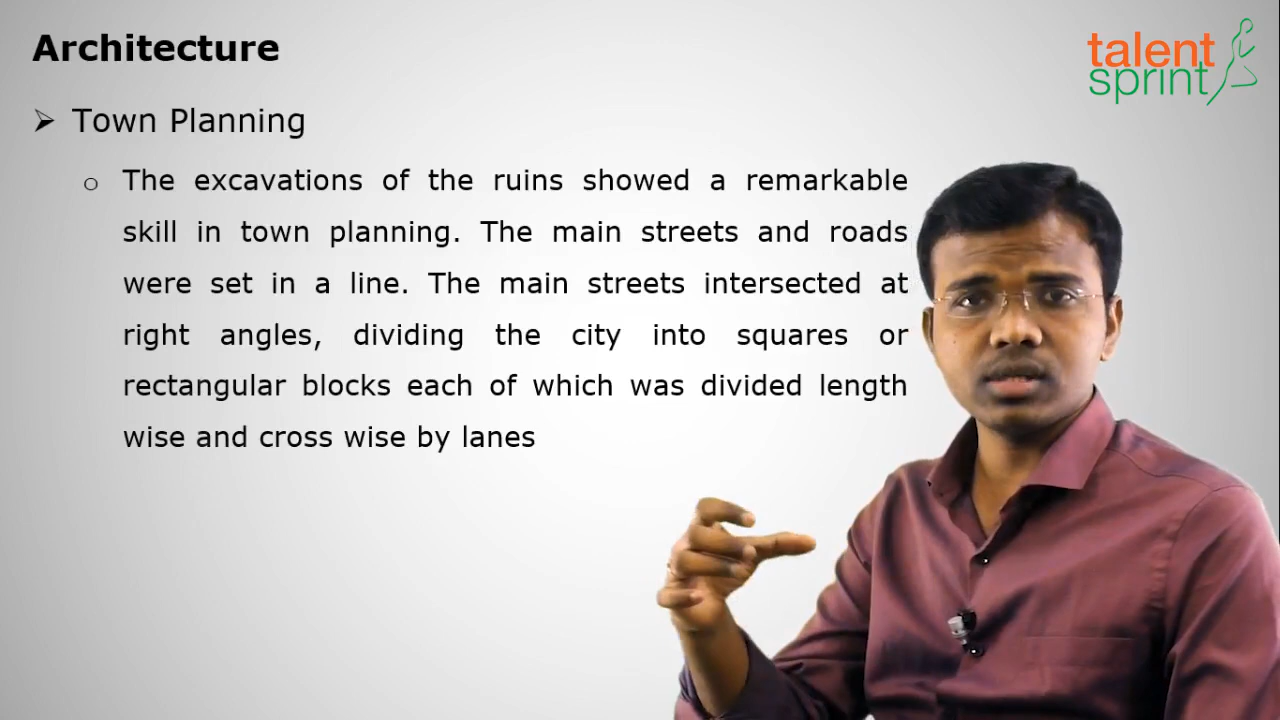 Architecture
talent
sprint
Town Planning
The excavations of the ruins showed a remarkable
skill in town planning. The main streets and roads
were set in a line. The main streets intersected at
right angles, dividing the city into squares or
rectangular blocks each of which was divided length
wise and cross wise by lanes